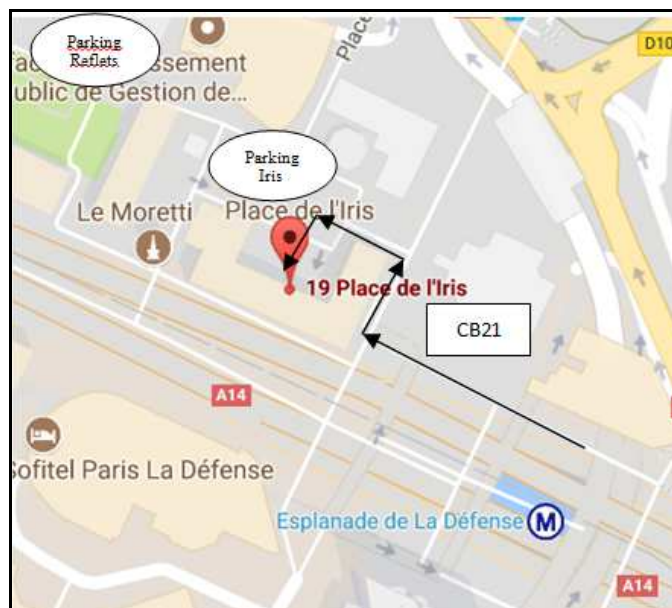 Parking
Reflets
ssement
ublic de Gestion de...
Place
D10
Parking
Iris
Le Moretti
Place de l'Iris
19 Place de l'Iris
CB21
A14
Sofitel Paris La Défense
Esplanade de La Défense
M
A14